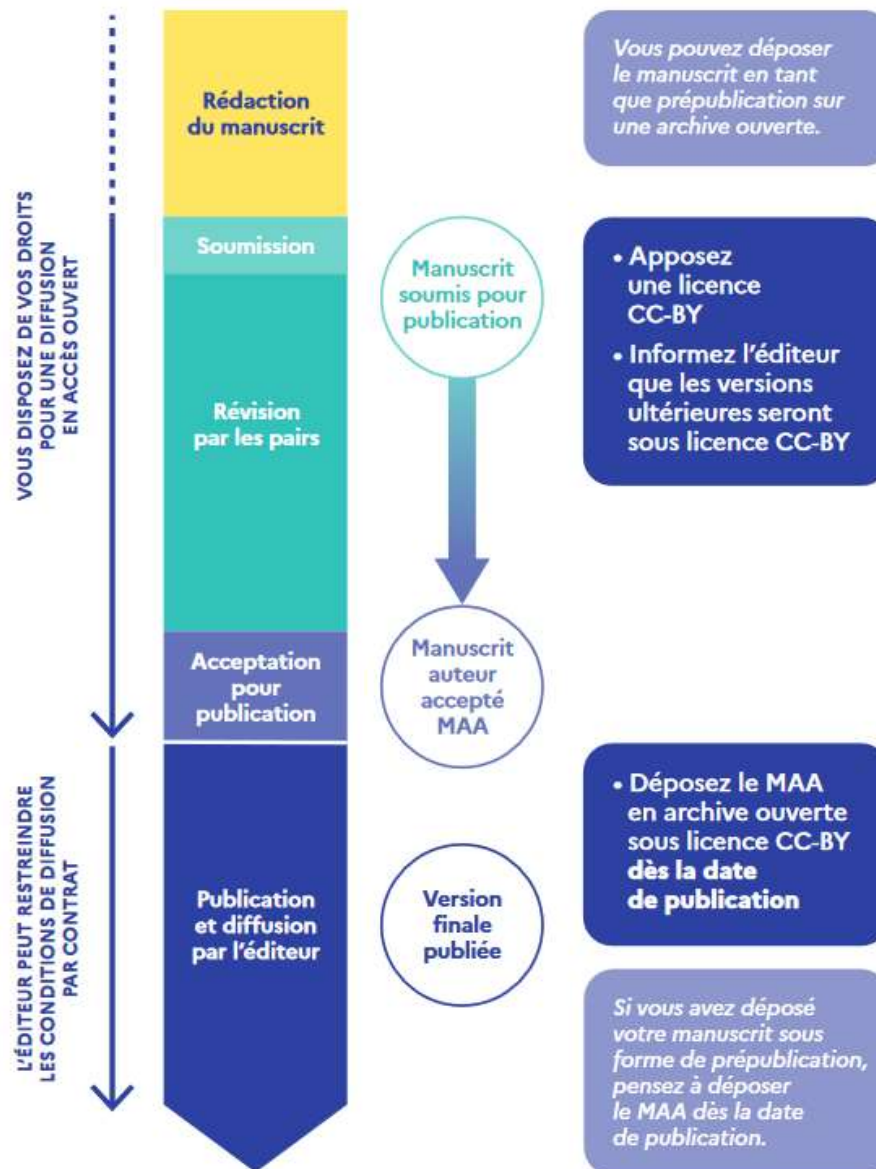 VOUS DISPOSEZ DE VOS DROITS
POUR UNE DIFFUSION
EN ACCÈS OUVERT
Rédaction
du manuscrit
Vous pouvez déposer
le manuscrit en tant
que prépublication sur
une archive ouverte.
Soumission
Révision
par les pairs
Manuscrit
soumis pour
publication
• Apposez
une licence
CC-BY
• Informez l'éditeur
que les versions
ultérieures seront
sous licence CC-BY
Acceptation
pour
publication
Manuscrit
auteur
accepté
MAA
L'ÉDITEUR PEUT RESTREINDRE
LES CONDITIONS DE DIFFUSION
PAR CONTRAT
Publication
et diffusion
par l'éditeur
Version
finale
publiée
• Déposez le MAA
en archive ouverte
sous licence CC-BY
dès la date
de publication
Si vous avez déposé
votre manuscrit sous
forme de prépublication,
pensez à déposer
le MAA dès la date
de publication.